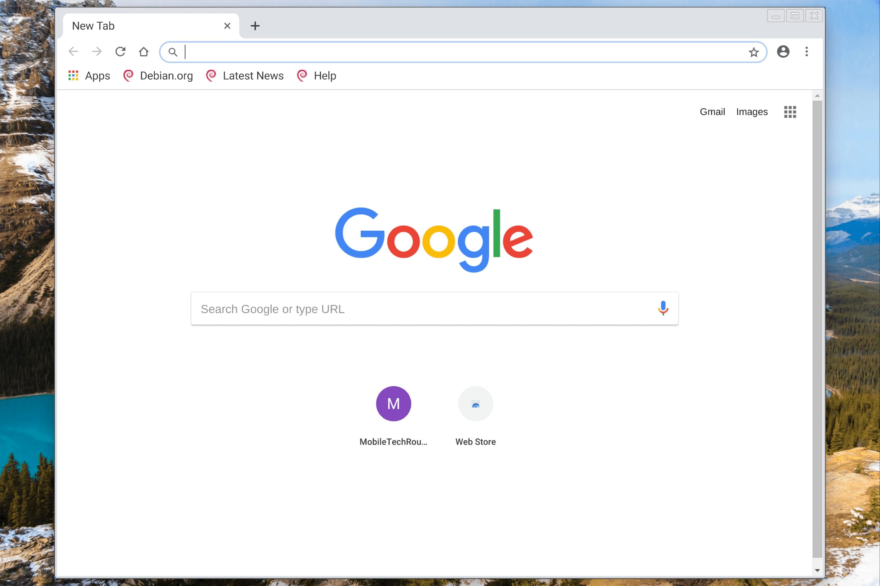 New Tab
Apps Debian.org Latest News Help
Gmail Images
Google
Search Google or type URL
M
MobileTechRou... Web Store